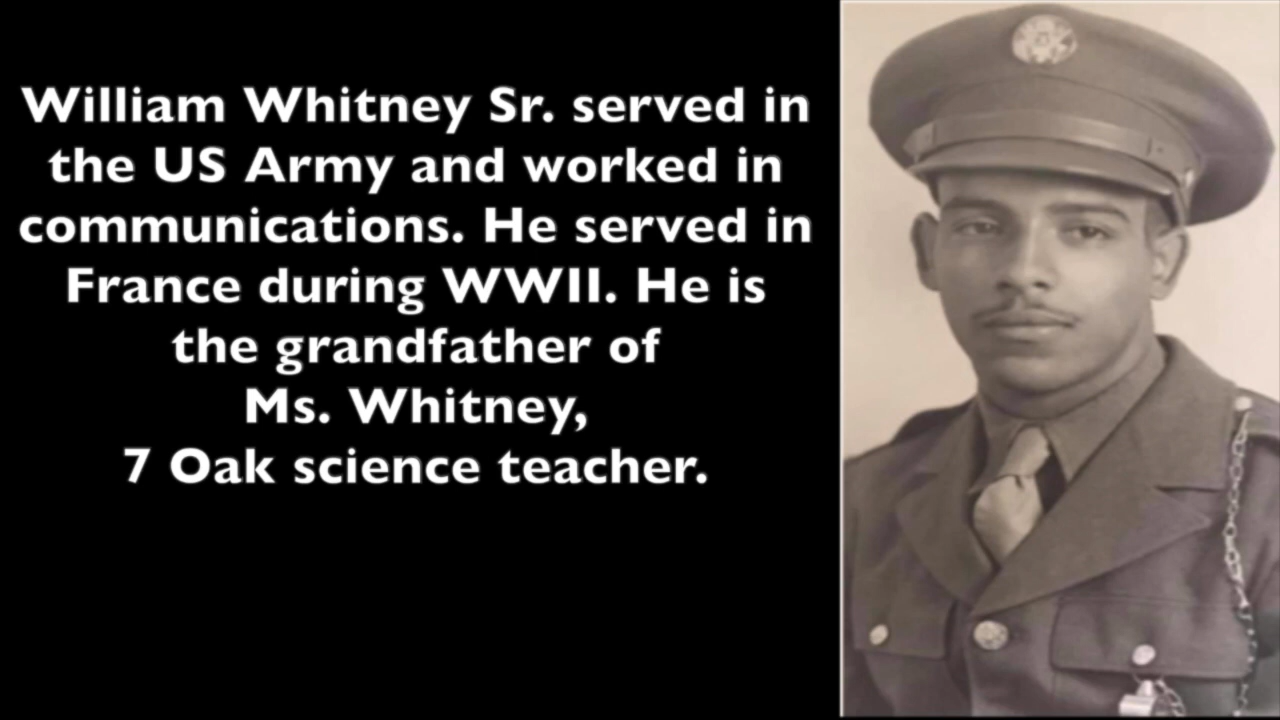 William Whitney Sr. served in
the US Army and worked in
communications. He served in
France during WWII. He is
the grandfather of
Ms. Whitney,
7 Oak science teacher.